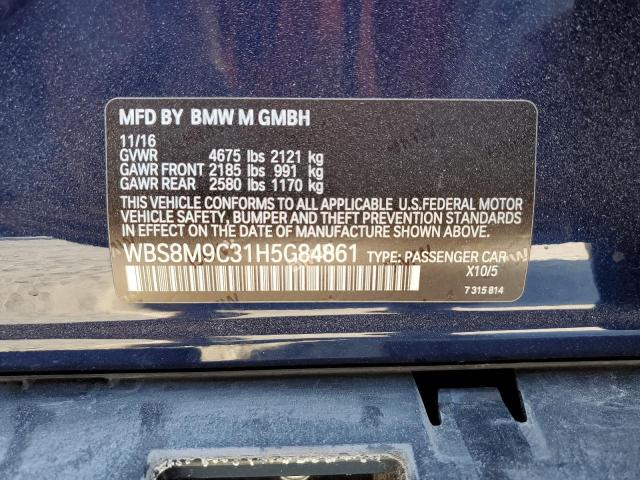 MFD BY BMW M GMBH
11/16
GVWR 4675 lbs 2121 kg
GAWR FRONT 2185 lbs 991 kg
GAWR REAR 2580 lbs 1170 kg
THIS VEHICLE CONFORMS TO ALL APPLICABLE U.S.FEDERAL MOTOR
VEHICLE SAFETY, BUMPER AND THEFT PREVENTION STANDARDS
IN EFFECT ON THE DATE OF MANUFACTURE SHOWN ABOVE.
WBS8M9C31H5G84861 TYPE: PASSENGER CAR
X10/5
7 315 814